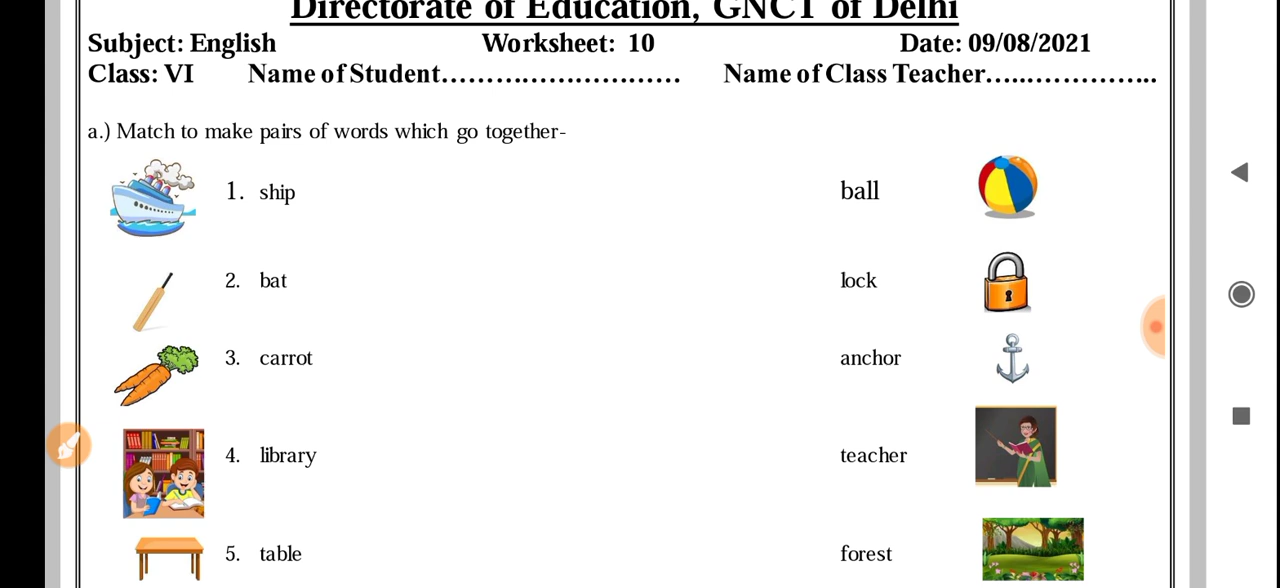 Directorate of Education, GNCT of Delhi
Subject: English Worksheet: 10 Date: 09/08/2021
Class: VI Name of Student………………………… Name of Class Teacher………………..
a.) Match to make pairs of words which go together-
1. ship ball
2. bat lock
3. carrot anchor
4. library teacher
5. table forest